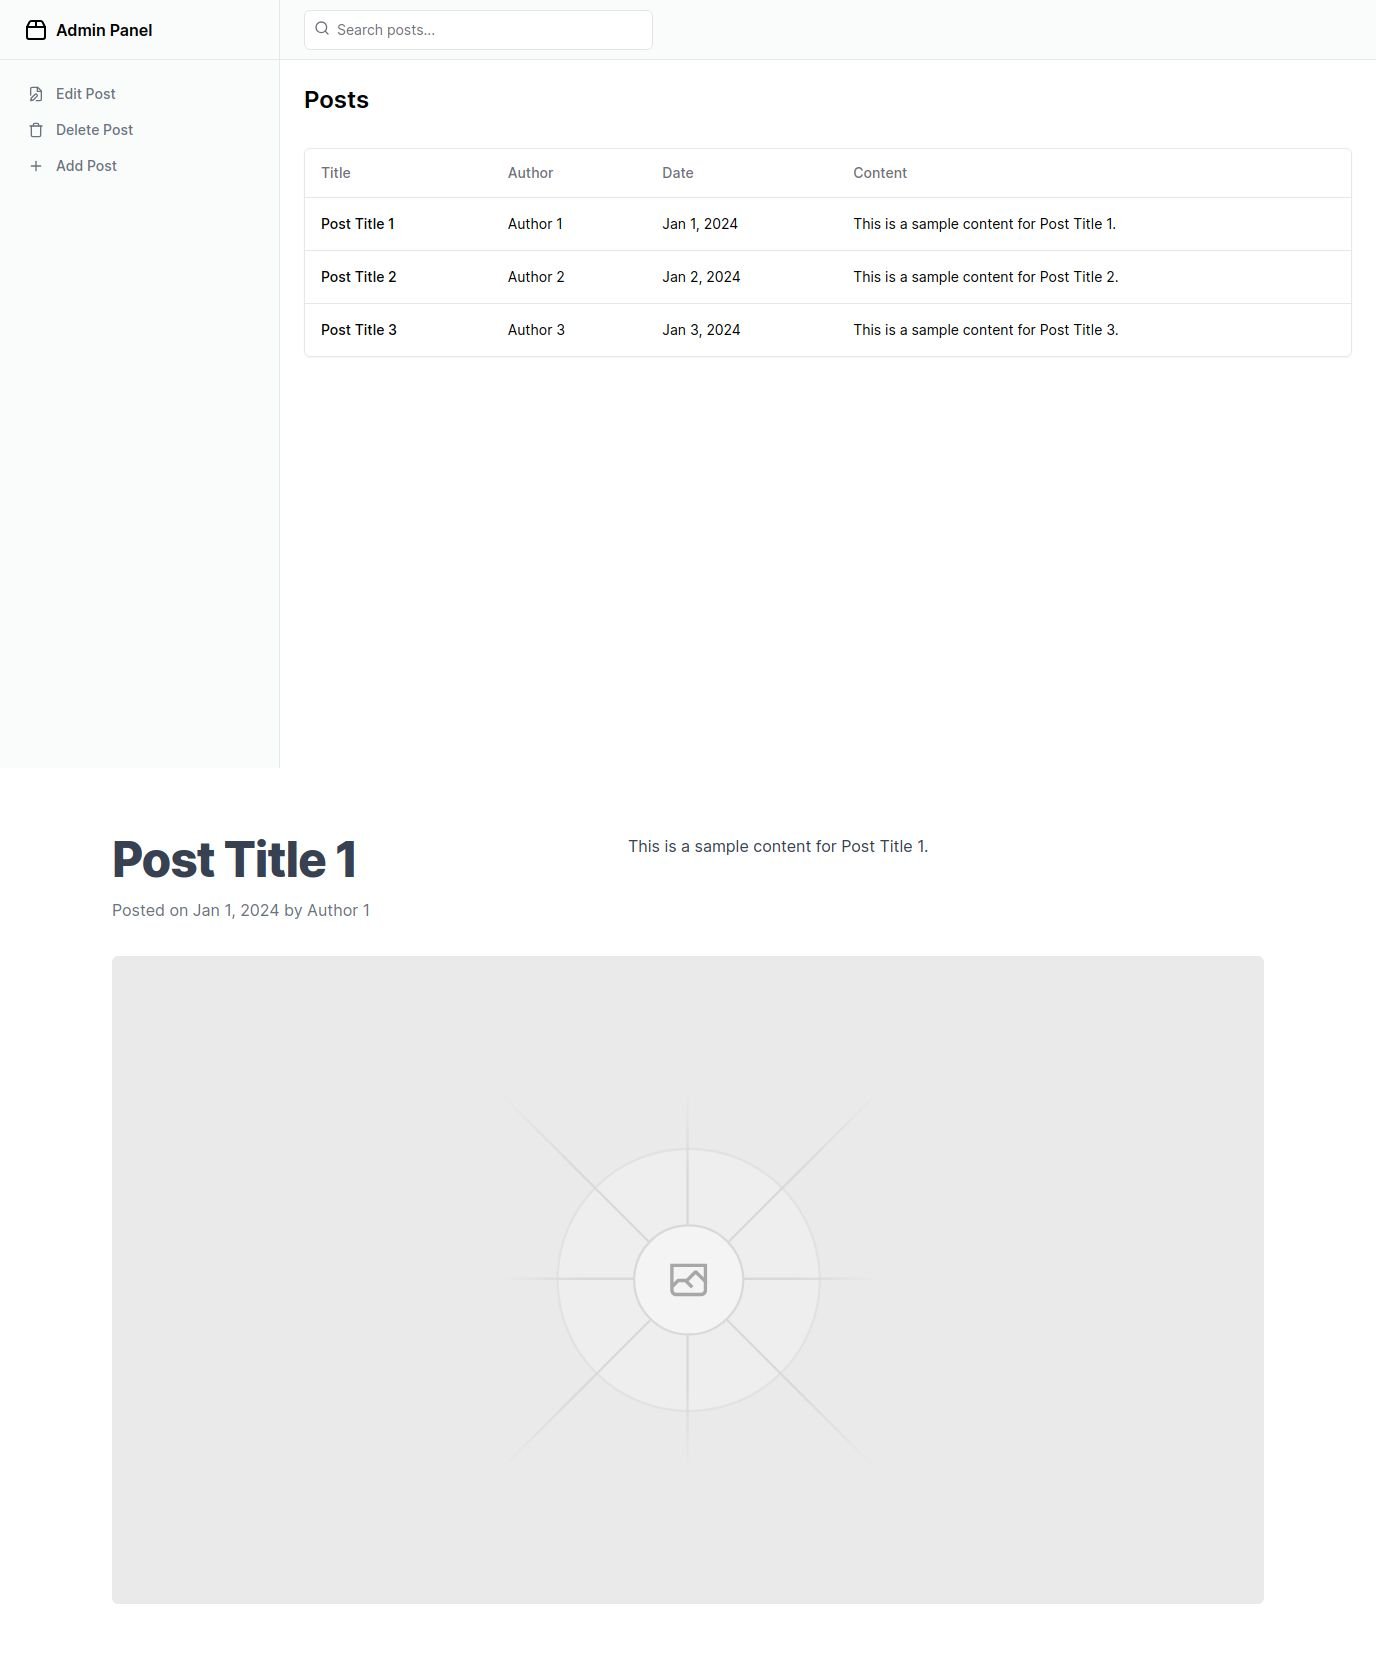 Admin Panel
Search posts...
Edit Post
Delete Post
Add Post
Posts
Title Author Date Content
Post Title 1 Author 1 Jan 1, 2024 This is a sample content for Post Title 1.
Post Title 2 Author 2 Jan 2, 2024 This is a sample content for Post Title 2.
Post Title 3 Author 3 Jan 3, 2024 This is a sample content for Post Title 3.
Post Title 1
Posted on Jan 1, 2024 by Author 1
This is a sample content for Post Title 1.